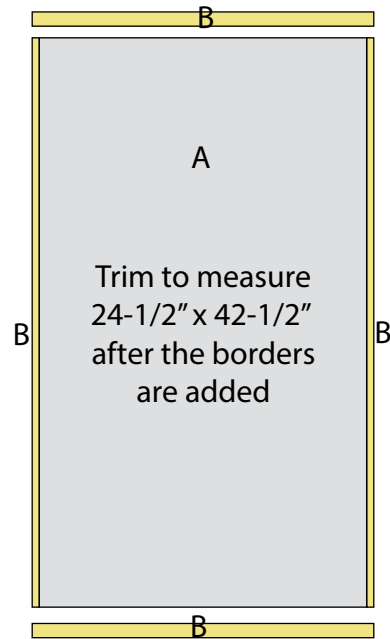 B
A
Trim to measure
24-1/2” x 42-1/2”
after the borders
are added
B
B
B